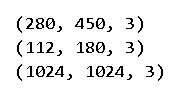 (280, 450, 3)
(112, 180, 3)
(1024, 1024, 3)